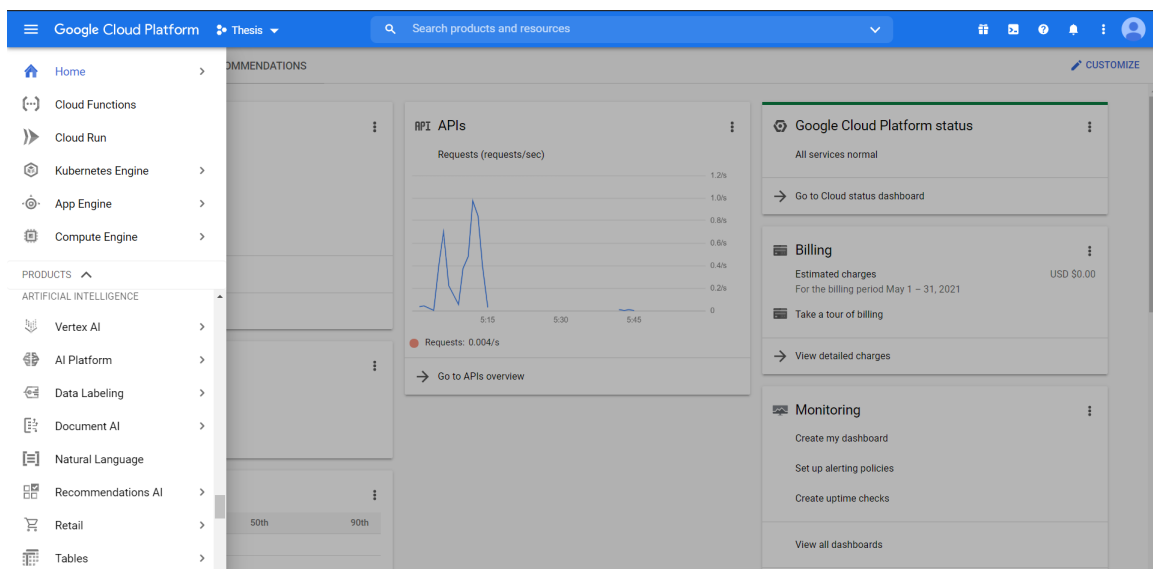 Google Cloud Platform Thesis Search products and resources
Home
Cloud Functions
Cloud Run
Kubernetes Engine
App Engine
Compute Engine
PRODUCTS
ARTIFICIAL INTELLIGENCE
Vertex AI
AI Platform
Data Labeling
Document AI
Natural Language
Recommendations AI
Retail
Tables
OMMENDATIONS
CUSTOMIZE
50th 90th
API APIs
Requests (requests/sec)
1.2/s
1.0/s
0.8/s
0.6/s
0.4/s
0.2/s
0
5:15 5:30 5:45
Requests: 0.004/s
Go to APIs overview
Google Cloud Platform status
All services normal
Go to Cloud status dashboard
Billing
Estimated charges USD $0.00
For the billing period May 1 – 31, 2021
Take a tour of billing
View detailed charges
Monitoring
Create my dashboard
Set up alerting policies
Create uptime checks
View all dashboards